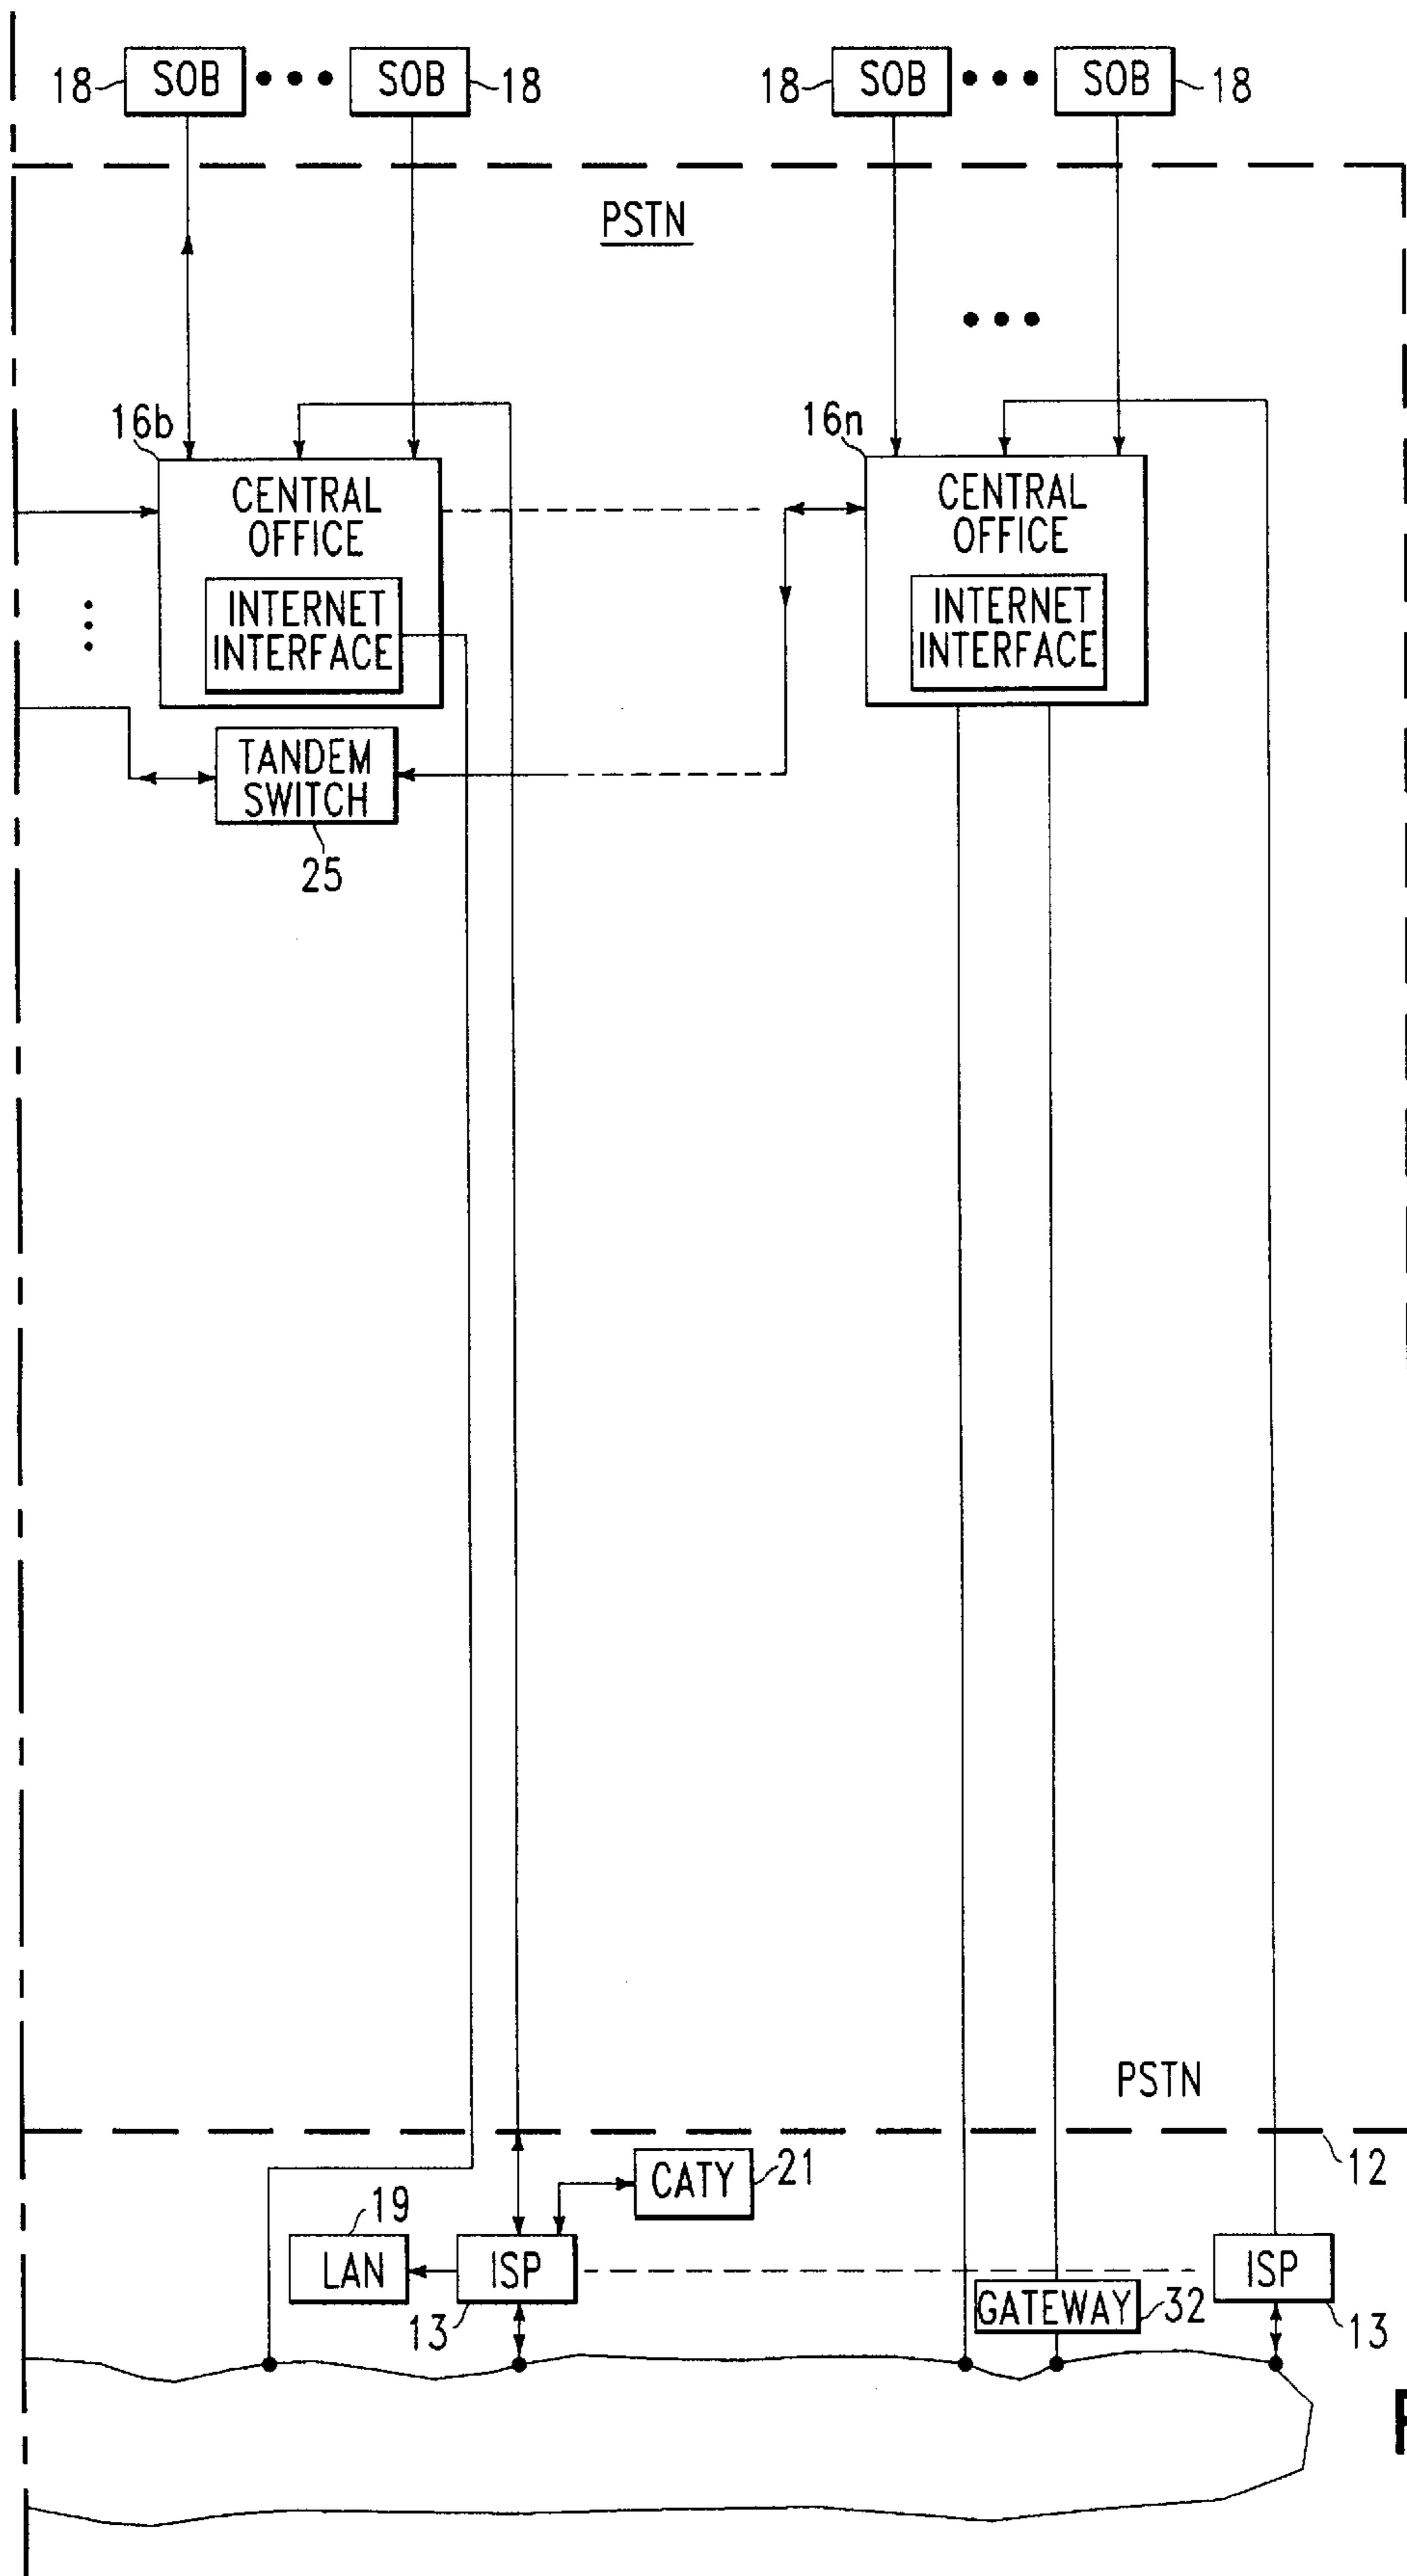 18 SOB SOB 18 18 SOB SOB 18
PSTN
16b 16n
CENTRAL
OFFICE
INTERNET
INTERFACE
CENTRAL
OFFICE
INTERNET
INTERFACE
TANDEM
SWITCH
25
PSTN
12
CATY 21
19
LAN
ISP
13
GATEWAY 32
ISP
13